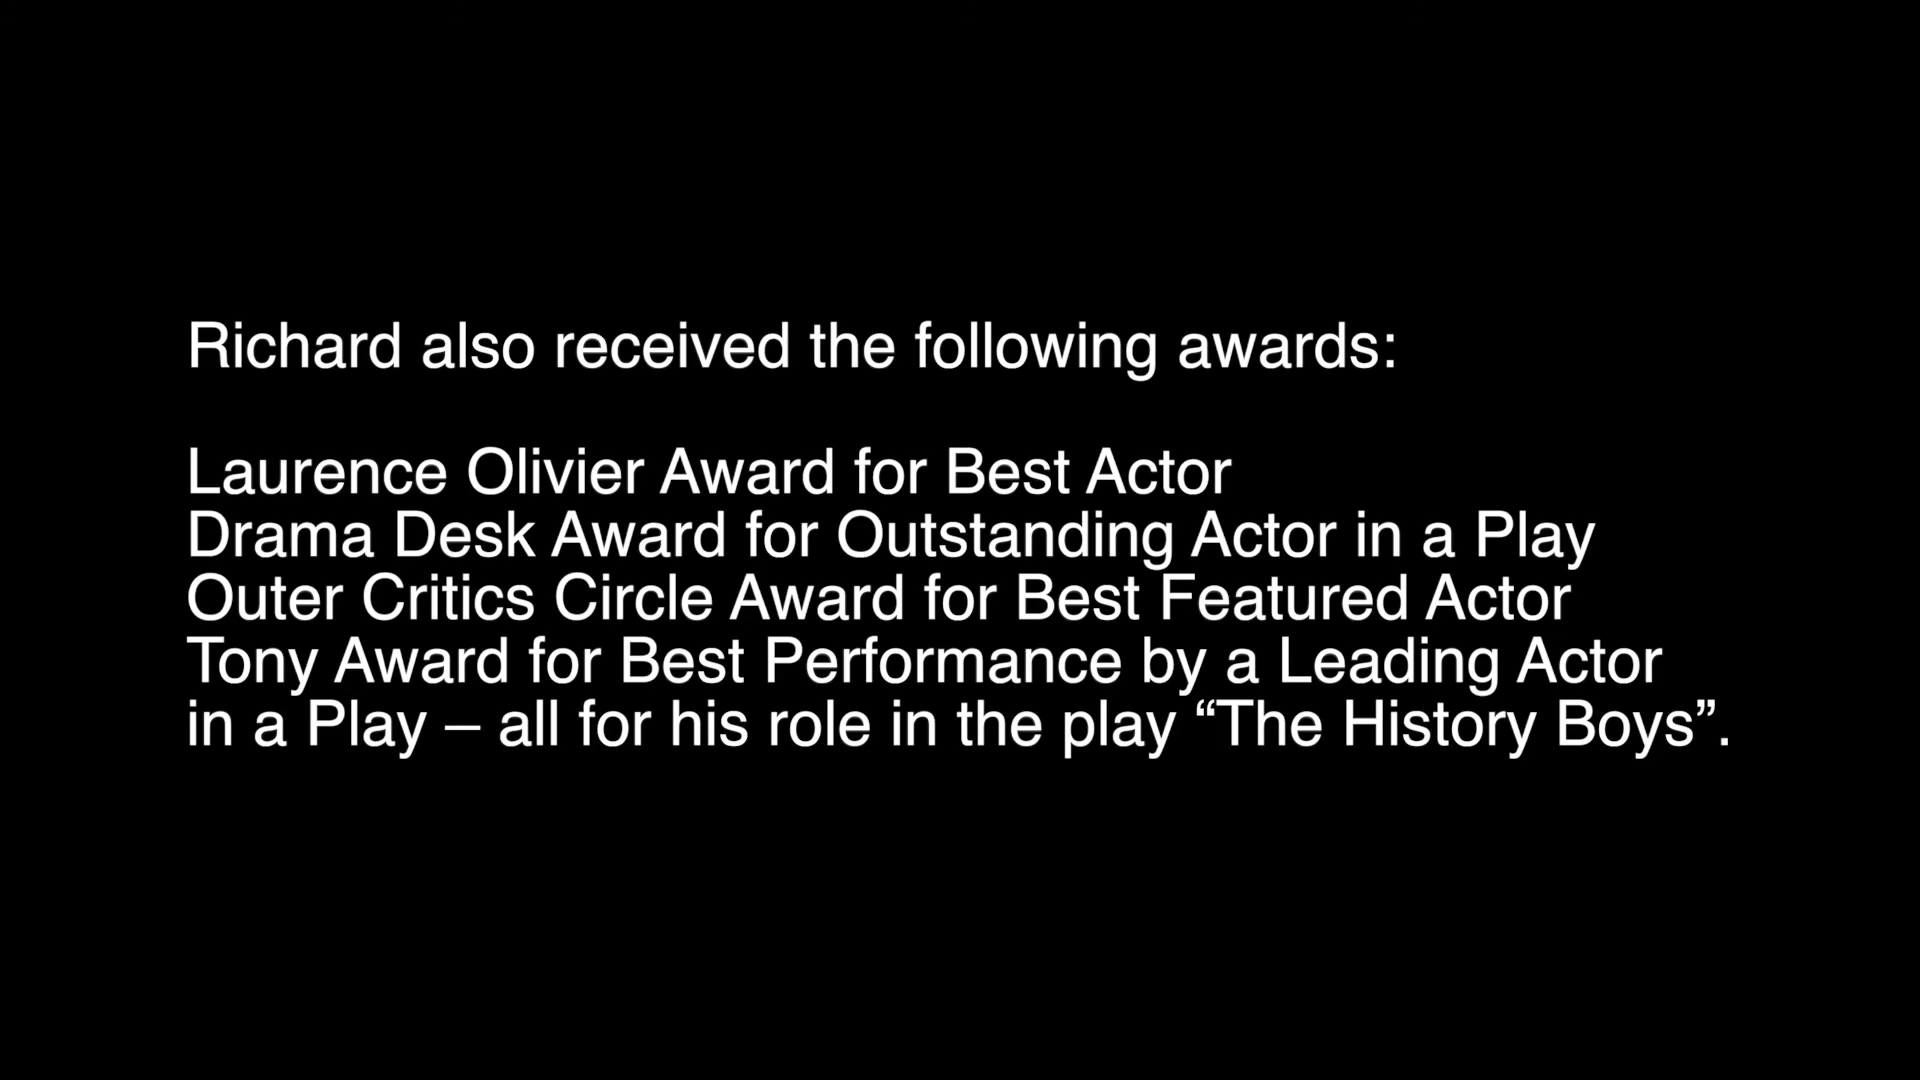 Richard also received the following awards:
Laurence Olivier Award for Best Actor
Drama Desk Award for Outstanding Actor in a Play
Outer Critics Circle Award for Best Featured Actor
Tony Award for Best Performance by a Leading Actor
in a Play – all for his role in the play “The History Boys”.